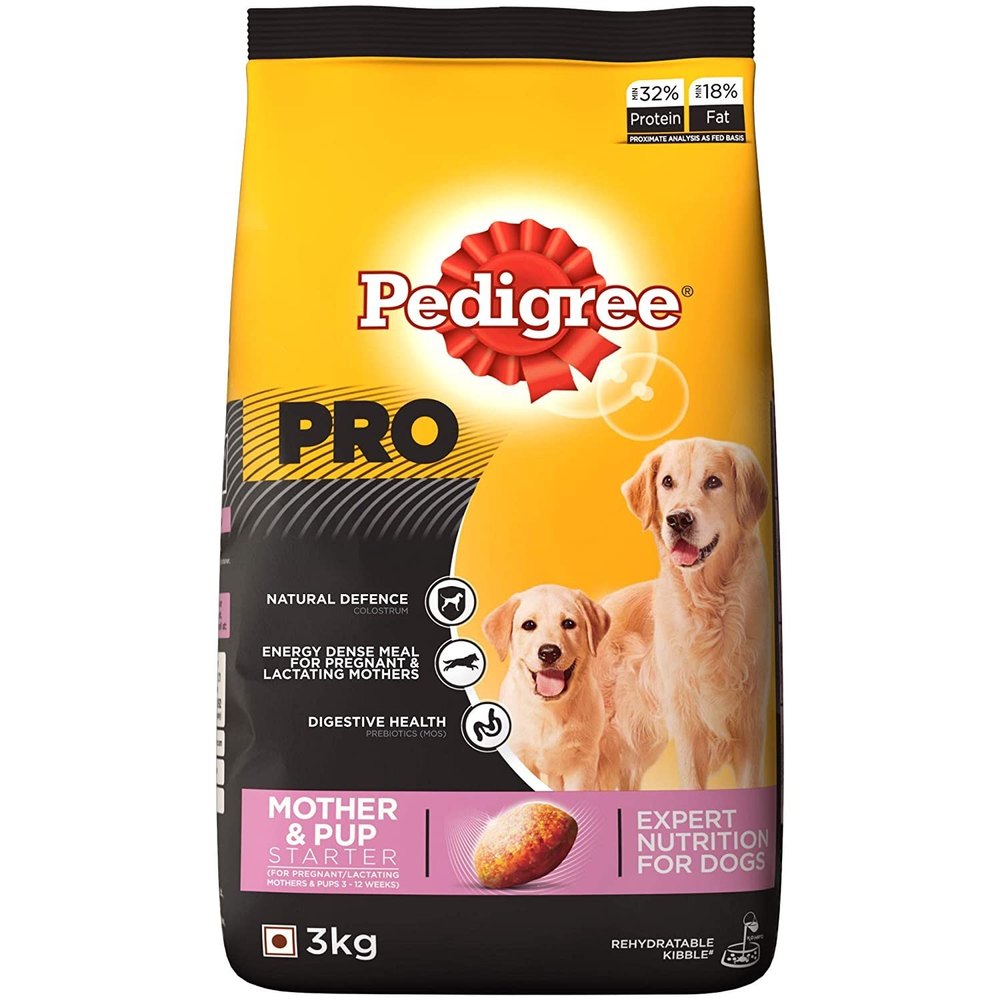 MIN 32% MIN 18%
Protein Fat
PROXIMATE ANALYSIS AS FED BASIS
Pedigree®
PRO
NATURAL DEFENCE
COLOSTRUM
ENERGY DENSE MEAL
FOR PREGNANT &
LACTATING MOTHERS
DIGESTIVE HEALTH
PREBIOTICS (MOS)
MOTHER
& PUP
STARTER
(FOR PREGNANT/LACTATING
MOTHERS & PUPS 3 - 12 WEEKS)
EXPERT
NUTRITION
FOR DOGS
3kg
REHYDRATABLE
KIBBLE#